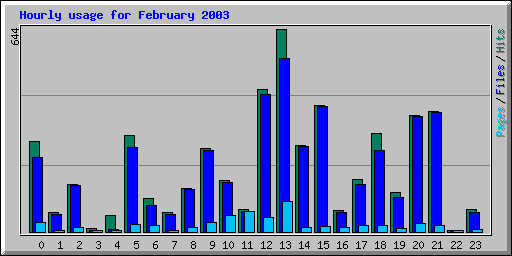 Hourly usage for February 2003
644
Pages / Files / Hits
0 1 2 3 4 5 6 7 8 9 10 11 12 13 14 15 16 17 18 19 20 21 22 23